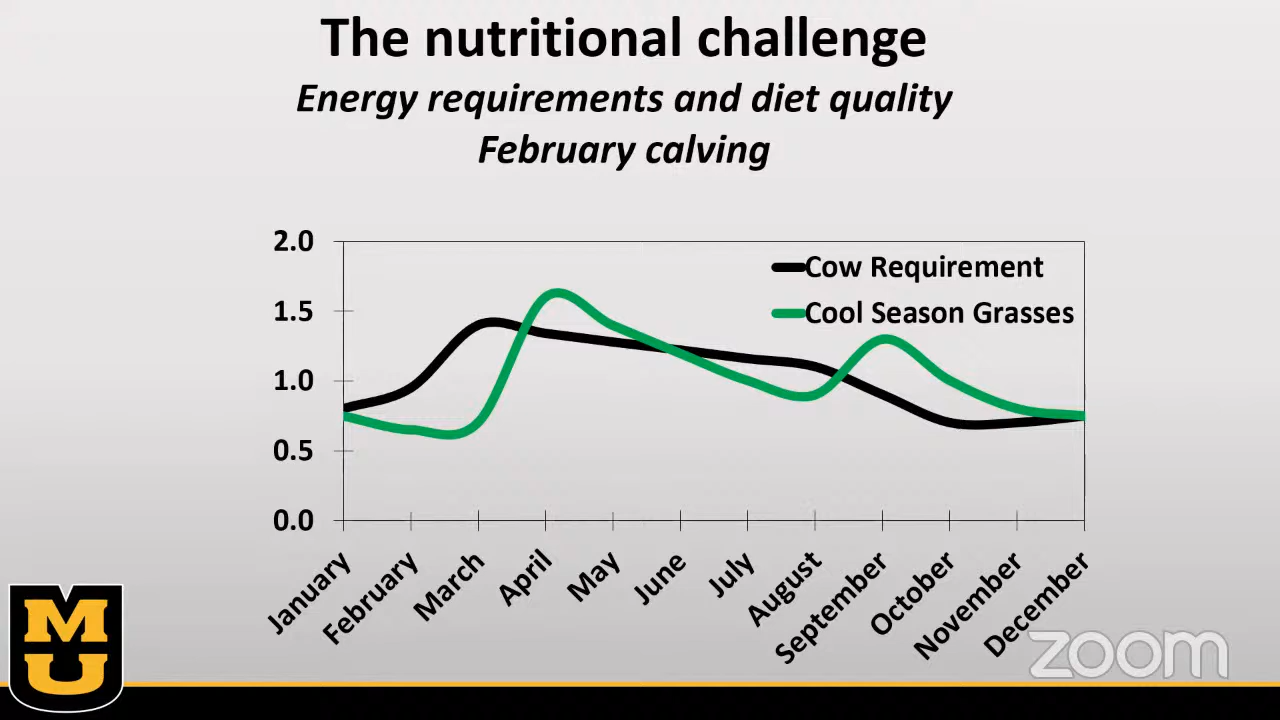 The nutritional challenge
Energy requirements and diet quality
February calving
2.0
1.5
1.0
0.5
0.0
Cow Requirement
Cool Season Grasses
January
February
March
April
May
June
July
August
September
October
November
December
MU
zoom